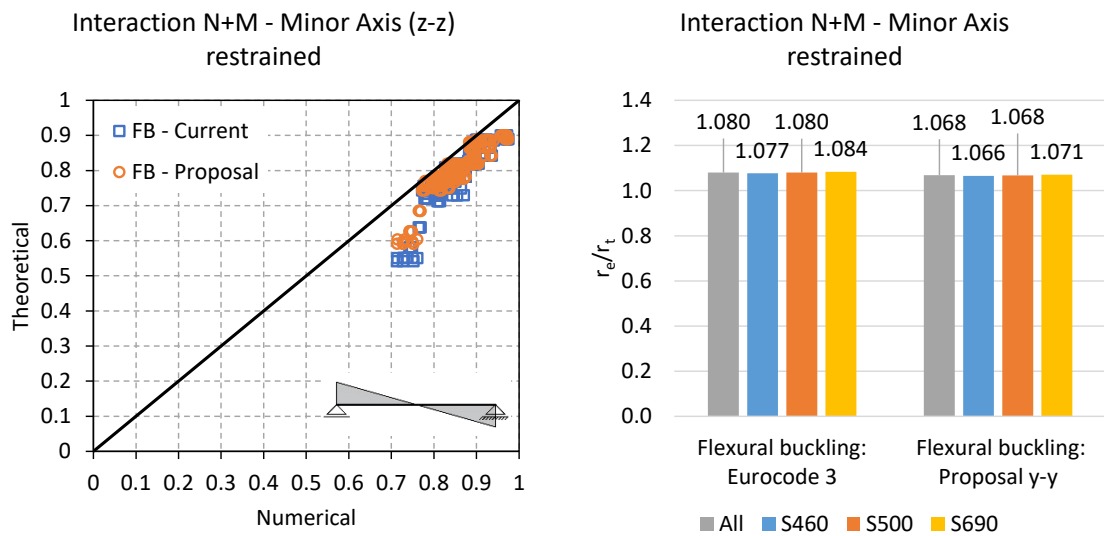 Interaction N+M - Minor Axis (z-z)
restrained
1
0.9
0.8
0.7
0.6
0.5
0.4
0.3
0.2
0.1
0
Theoretical
FB - Current
FB - Proposal
0 0.1 0.2 0.3 0.4 0.5 0.6 0.7 0.8 0.9 1
Numerical
Interaction N+M - Minor Axis
restrained
1.4
1.2
1.0
0.8
0.6
0.4
0.2
0.0
re/rt
1.080 1.080 1.068 1.068
1.077 1.084 1.066 1.071
Flexural buckling:
Eurocode 3
Flexural buckling:
Proposal y-y
All S460 S500 S690